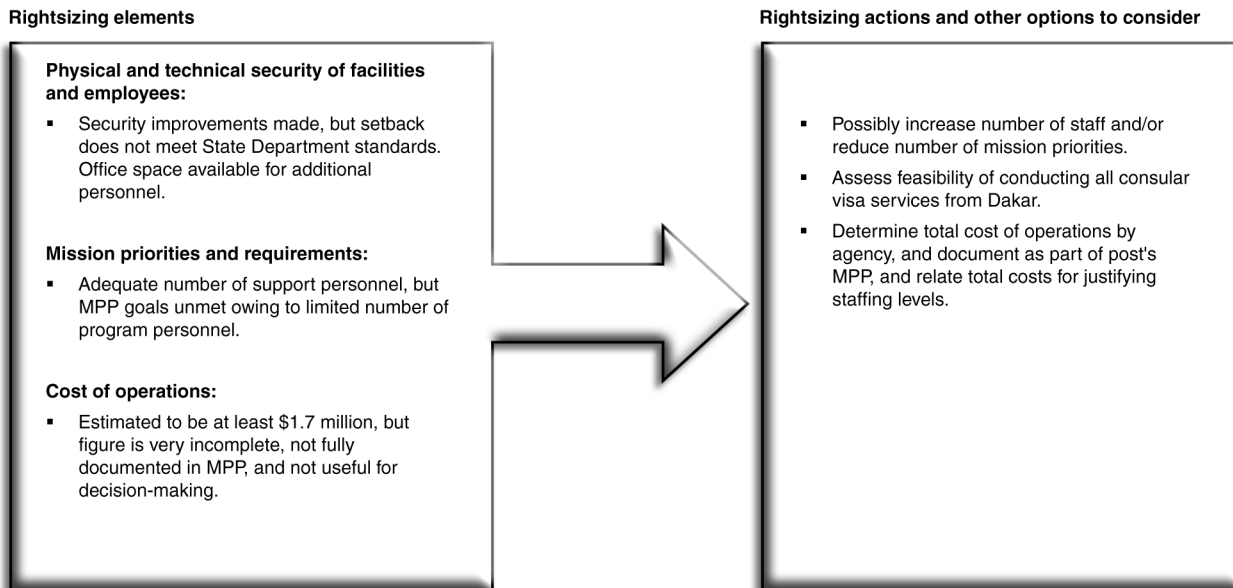 Rightsizing elements
Physical and technical security of facilities
and employees:
▪ Security improvements made, but setback
does not meet State Department standards.
Office space available for additional
personnel.
Mission priorities and requirements:
▪ Adequate number of support personnel, but
MPP goals unmet owing to limited number of
program personnel.
Cost of operations:
▪ Estimated to be at least $1.7 million, but
figure is very incomplete, not fully
documented in MPP, and not useful for
decision-making.
Rightsizing actions and other options to consider
▪ Possibly increase number of staff and/or
reduce number of mission priorities.
▪ Assess feasibility of conducting all consular
visa services from Dakar.
▪ Determine total cost of operations by
agency, and document as part of post's
MPP, and relate total costs for justifying
staffing levels.